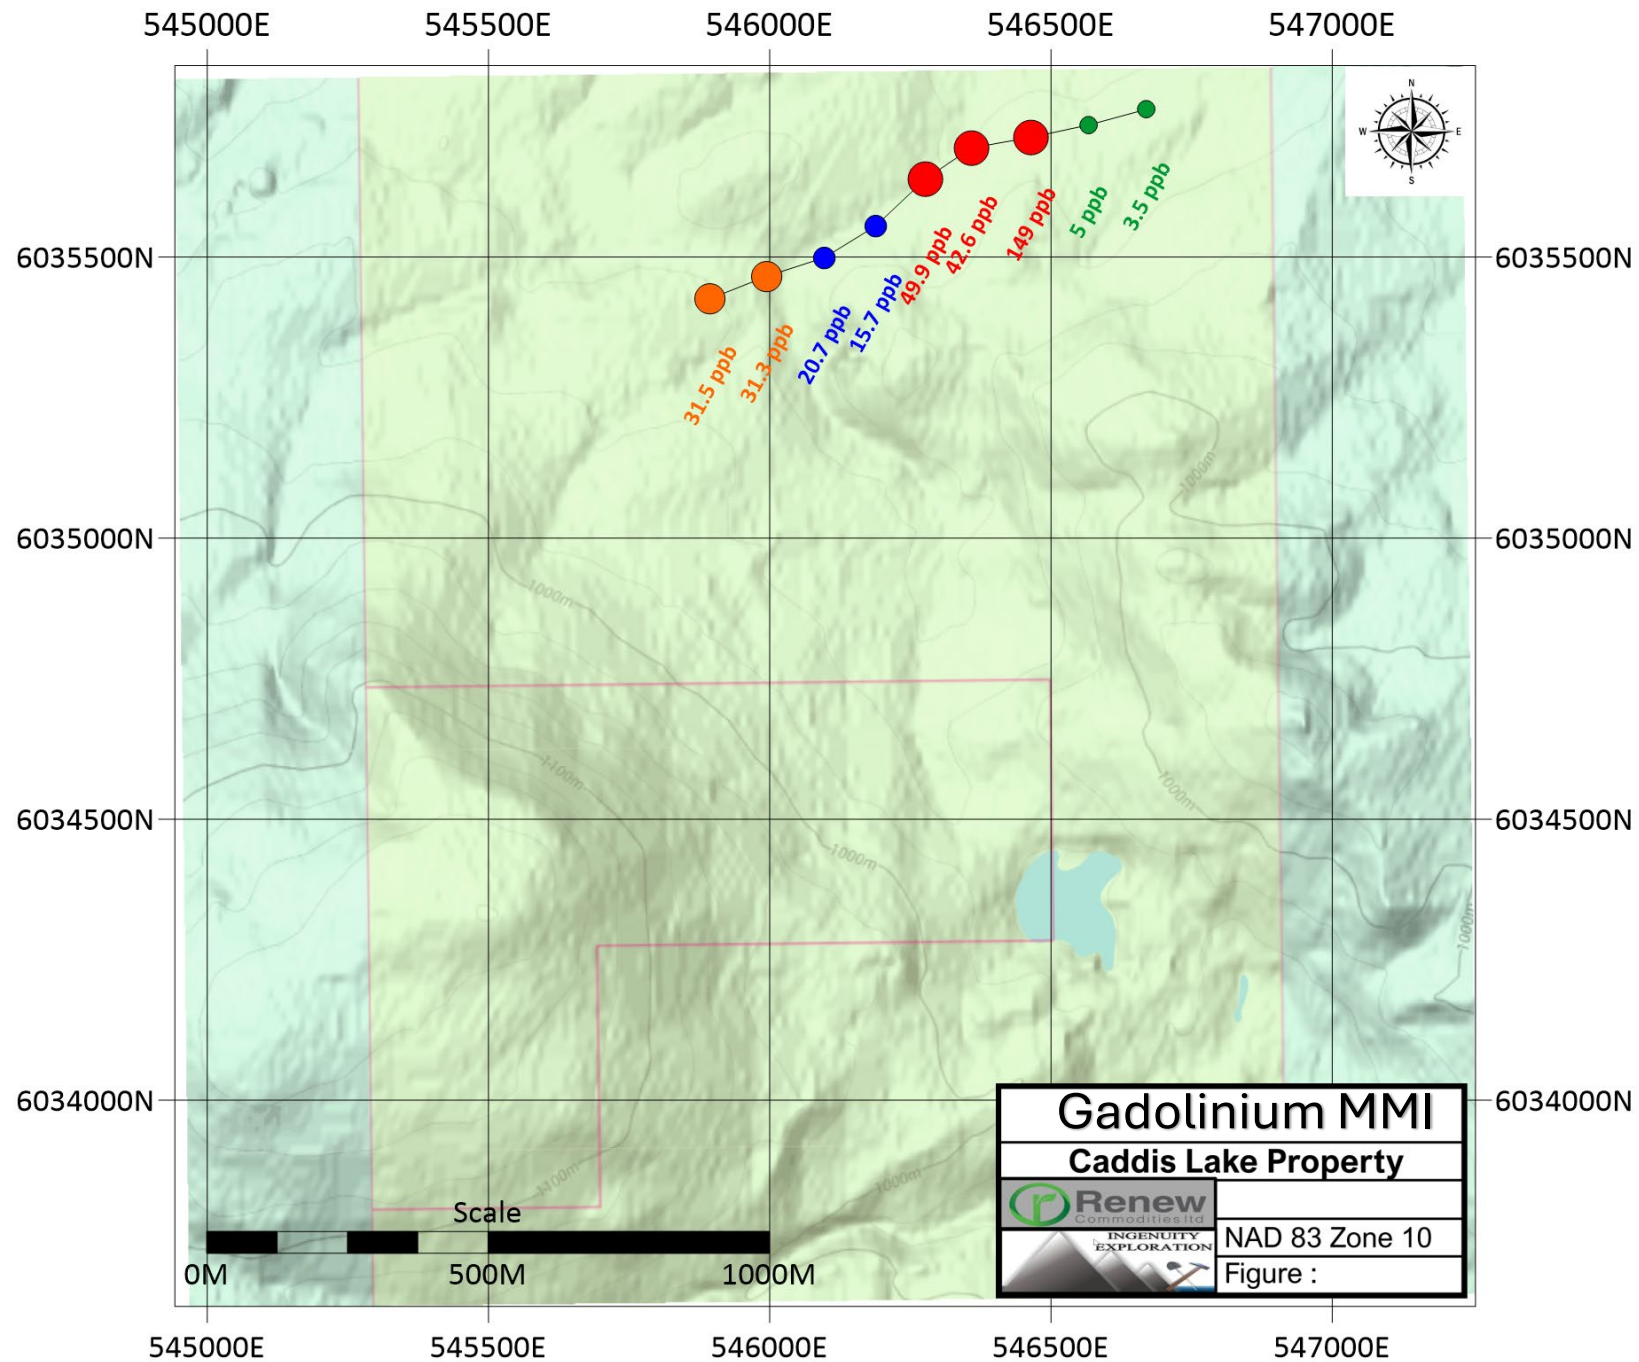 545000E 545500E 546000E 546500E 547000E
N
W E
S
3.5 ppb
5 ppb
149 ppb
42.6 ppb
49.9 ppb
15.7 ppb
20.7 ppb
31.3 ppb
31.5 ppb
6035500N 6035500N
1000m
6035000N 6035000N
1000m
1100m
1000m
6034500N 6034500N
1000m
1000m
6034000N 6034000N
1100m
1000m
Scale
0M 500M 1000M
Gadolinium MMI
Caddis Lake Property
r Renew
Commodities ltd
INGENUITY
EXPLORATION
NAD 83 Zone 10
Figure :
545000E 545500E 546000E 546500E 547000E